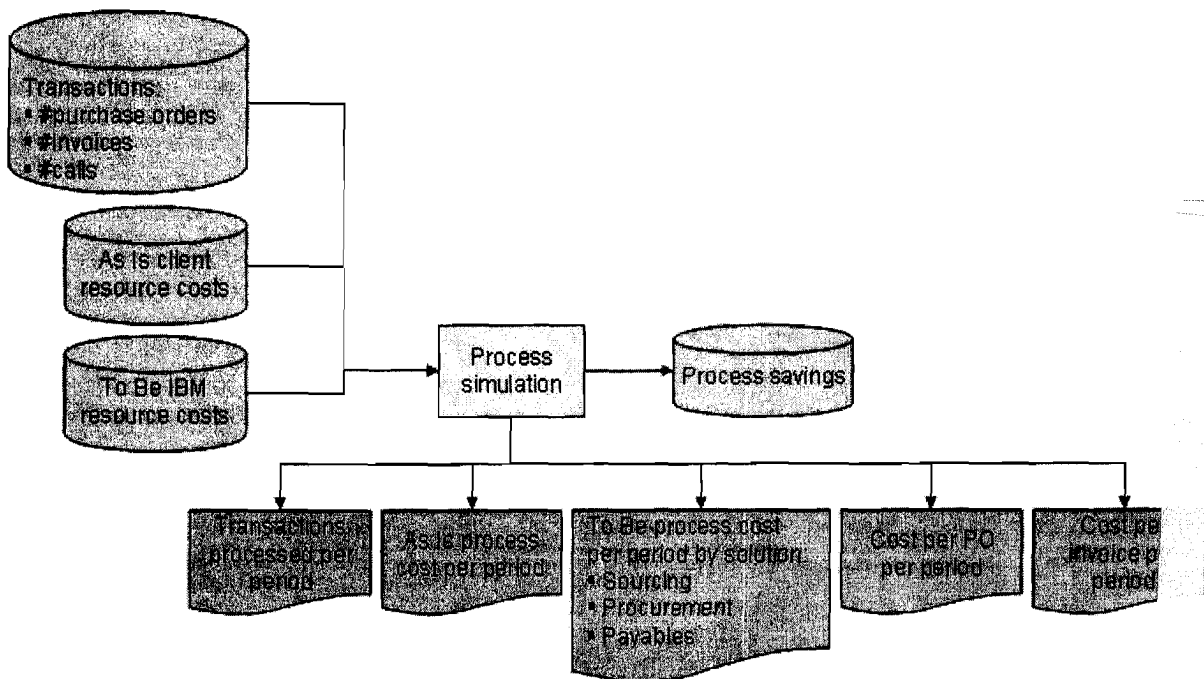 Transactions:
• #purchase orders
• #invoices
• #calls
As Is client
resource costs
To Be IBM
resource costs
Process
simulation
Process savings
Transactions
processed per
period
As Is process
cost per period
To Be process cost
per period by solution
• Sourcing
• Procurement
• Payables
Cost per PO
per period
Cost pe
invoice p
period